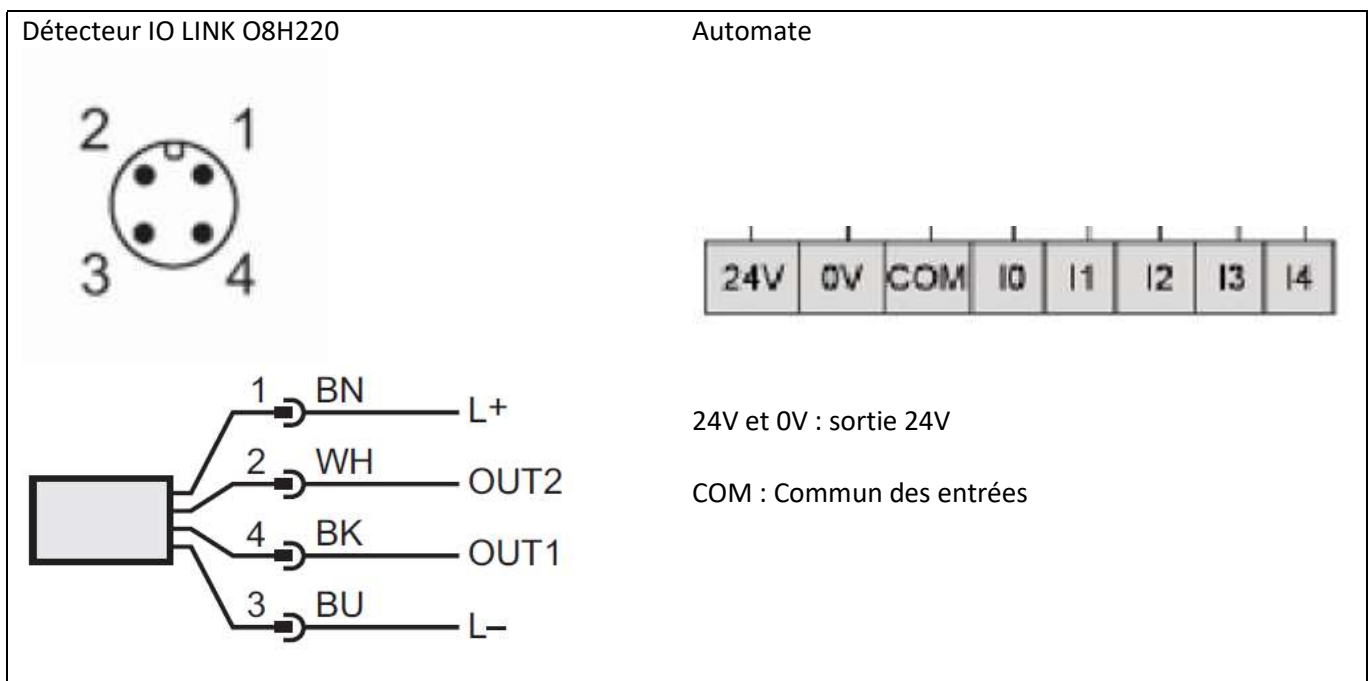 Détecteur IO LINK O8H220
Automate
2 1
3 4
24V 0V COM I0 I1 I2 I3 I4
1 BN L+
2 WH OUT2
4 BK OUT1
3 BU L–
24V et 0V : sortie 24V
COM : Commun des entrées